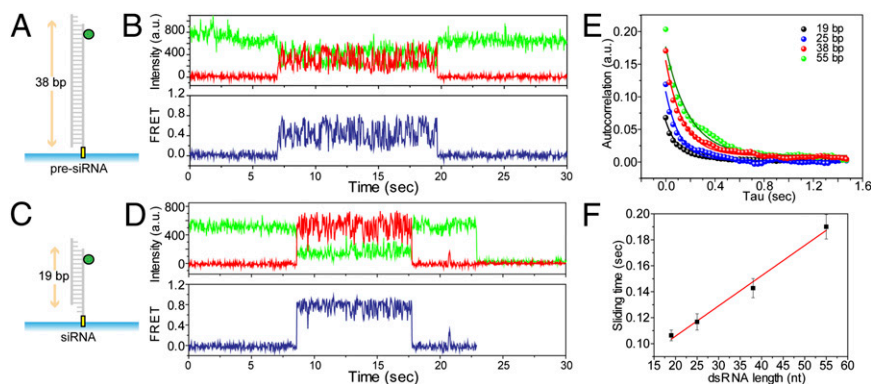 A
38 bp
pre-siRNA
B
Intensity (a.u.)
800
400
0
FRET
1.2
0.8
0.4
0.0
0 5 10 15 20 25 30
Time (sec)
C
19 bp
siRNA
D
Intensity (a.u.)
800
400
0
FRET
1.2
0.8
0.4
0.0
0 5 10 15 20 25 30
Time (sec)
E
Autocorrelation (a.u.)
0.20
0.15
0.10
0.05
0.00
19 bp
25 bp
38 bp
55 bp
0.0 0.4 0.8 1.2 1.6
Tau (sec)
F
Sliding time (sec)
0.20
0.18
0.16
0.14
0.12
0.10
15 20 25 30 35 40 45 50 55 60
dsRNA length (nt)